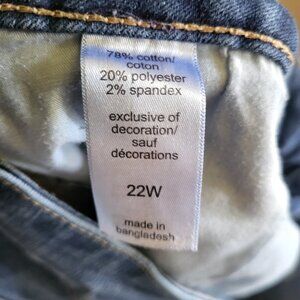 78% cotton/
coton
20% polyester
2% spandex
exclusive of
decoration/
sauf
décorations
22W
made in
bangladesh